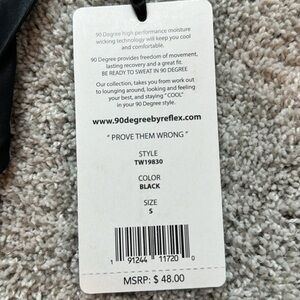 90 Degree high performance moisture
wicking technology will keep you cool
and comfortable.
90 Degree provides freedom of movement,
lasting recovery and a great fit.
BE READY TO SWEAT IN 90 DEGREE
Our collection, takes you from work out
to lounging around, looking and feeling
your best, and staying "COOL"
in your 90 Degree style.
www.90degreebyreflex.com
" PROVE THEM WRONG "
STYLE
TW19830
COLOR
BLACK
SIZE
S
1 91244 11720 0
MSRP: $ 48.00